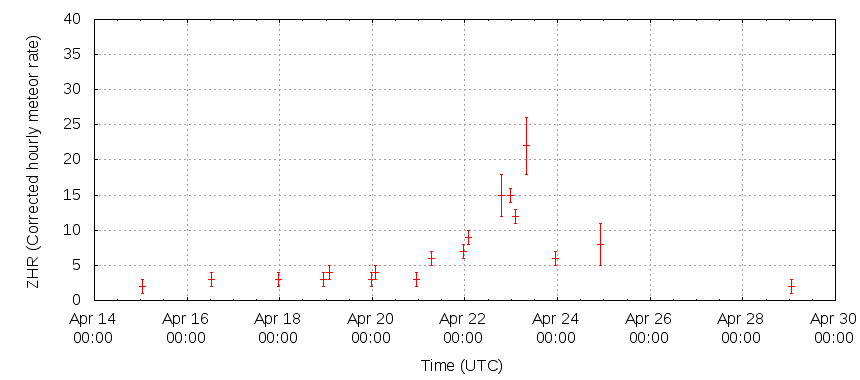 ZHR (Corrected hourly meteor rate)
40
35
30
25
20
15
10
5
0
Apr 14 Apr 16 Apr 18 Apr 20 Apr 22 Apr 24 Apr 26 Apr 28 Apr 30
00:00 00:00 00:00 00:00 00:00 00:00 00:00 00:00 00:00
Time (UTC)